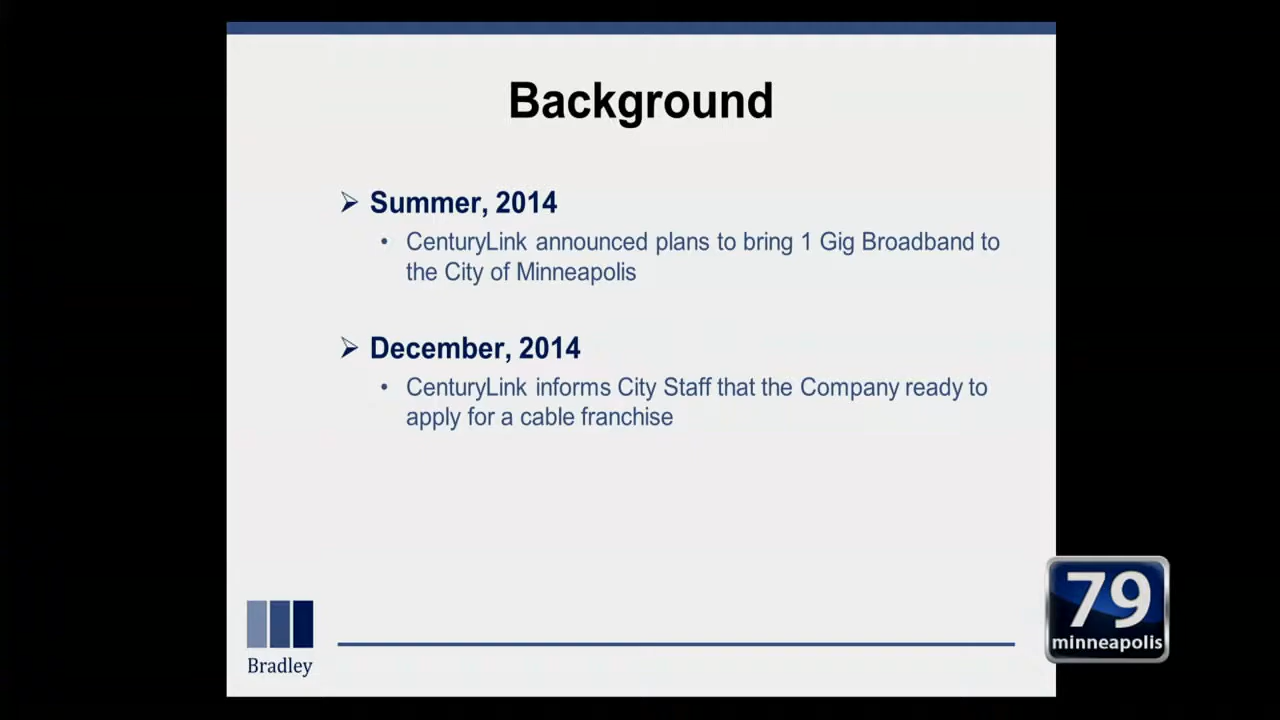 Background
➢ Summer, 2014
• CenturyLink announced plans to bring 1 Gig Broadband to
the City of Minneapolis
➢ December, 2014
• CenturyLink informs City Staff that the Company ready to
apply for a cable franchise
Bradley
79
minneapolis